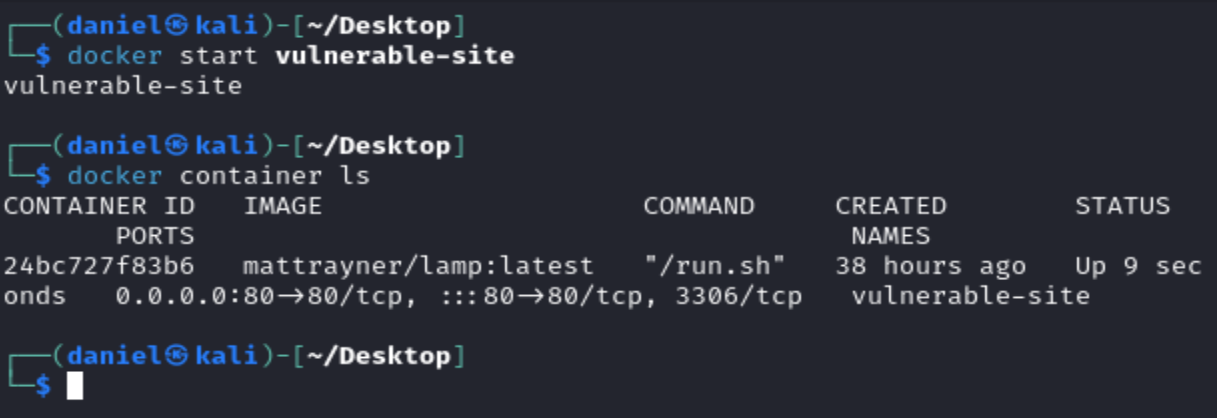 ┌──(daniel㉿kali)-[~/Desktop]
└─$ docker start vulnerable-site
vulnerable-site
┌──(daniel㉿kali)-[~/Desktop]
└─$ docker container ls
CONTAINER ID   IMAGE                     COMMAND     CREATED        STATUS
       PORTS                                           NAMES
24bc727f83b6   mattrayner/lamp:latest   "/run.sh"   38 hours ago   Up 9 sec
onds   0.0.0.0:80->80/tcp, :::80->80/tcp, 3306/tcp   vulnerable-site
┌──(daniel㉿kali)-[~/Desktop]
└─$